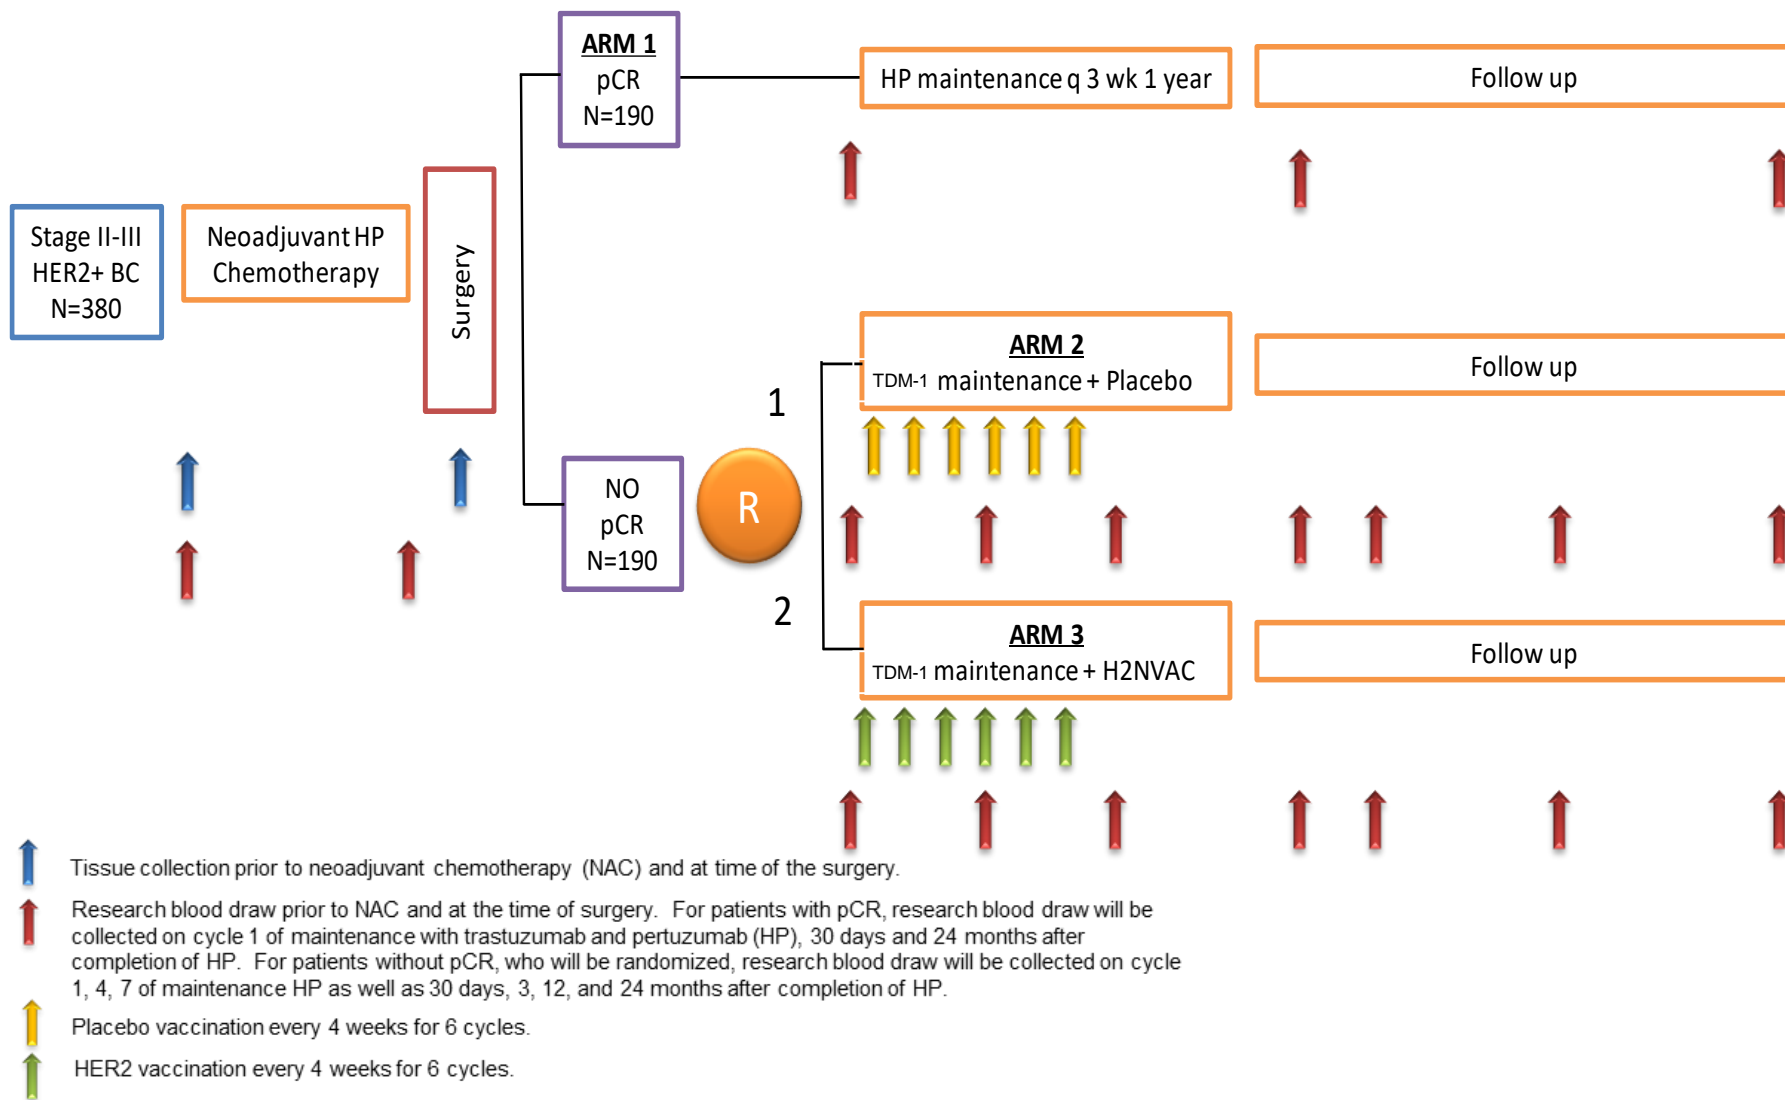 ARM 1
pCR
N=190
HP maintenance q 3 wk 1 year
Follow up
Stage II-III
HER2+ BC
N=380
Neoadjuvant HP
Chemotherapy
Surgery
ARM 2
TDM-1 maintenance + Placebo
Follow up
1
NO
pCR
N=190
R
2
ARM 3
TDM-1 maintenance + H2NVAC
Follow up
Tissue collection prior to neoadjuvant chemotherapy (NAC) and at time of the surgery.
Research blood draw prior to NAC and at the time of surgery. For patients with pCR, research blood draw will be
collected on cycle 1 of maintenance with trastuzumab and pertuzumab (HP), 30 days and 24 months after
completion of HP. For patients without pCR, who will be randomized, research blood draw will be collected on cycle
1, 4, 7 of maintenance HP as well as 30 days, 3, 12, and 24 months after completion of HP.
Placebo vaccination every 4 weeks for 6 cycles.
HER2 vaccination every 4 weeks for 6 cycles.